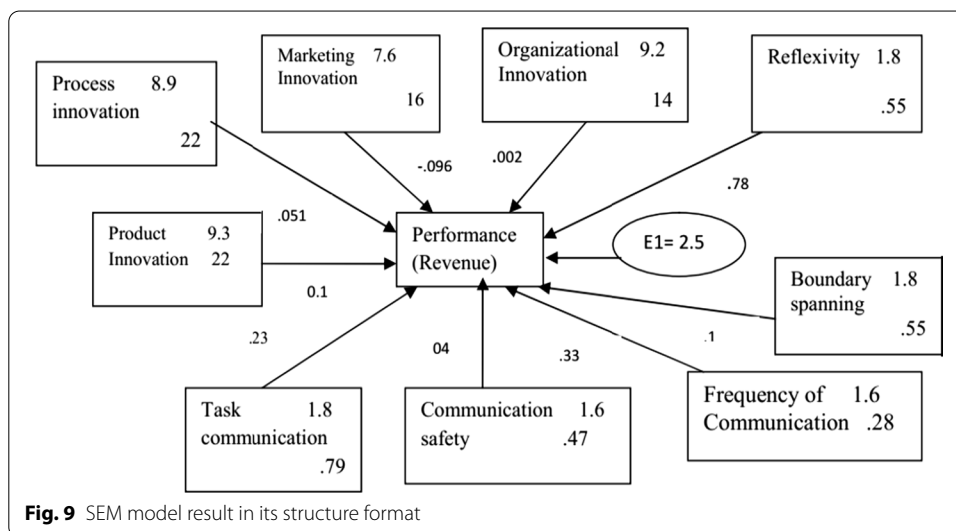 Process 8.9
innovation
22
Marketing 7.6
Innovation
16
Organizational 9.2
Innovation
14
Reflexivity 1.8
.55
-.096
.002
.78
.051
Product 9.3
Innovation 22
Performance
(Revenue)
E1= 2.5
Boundary 1.8
spanning
.55
0.1
.23
04
.33
.1
Task 1.8
communication
.79
Communication 1.6
safety .47
Frequency of 1.6
Communication .28
Fig. 9 SEM model result in its structure format